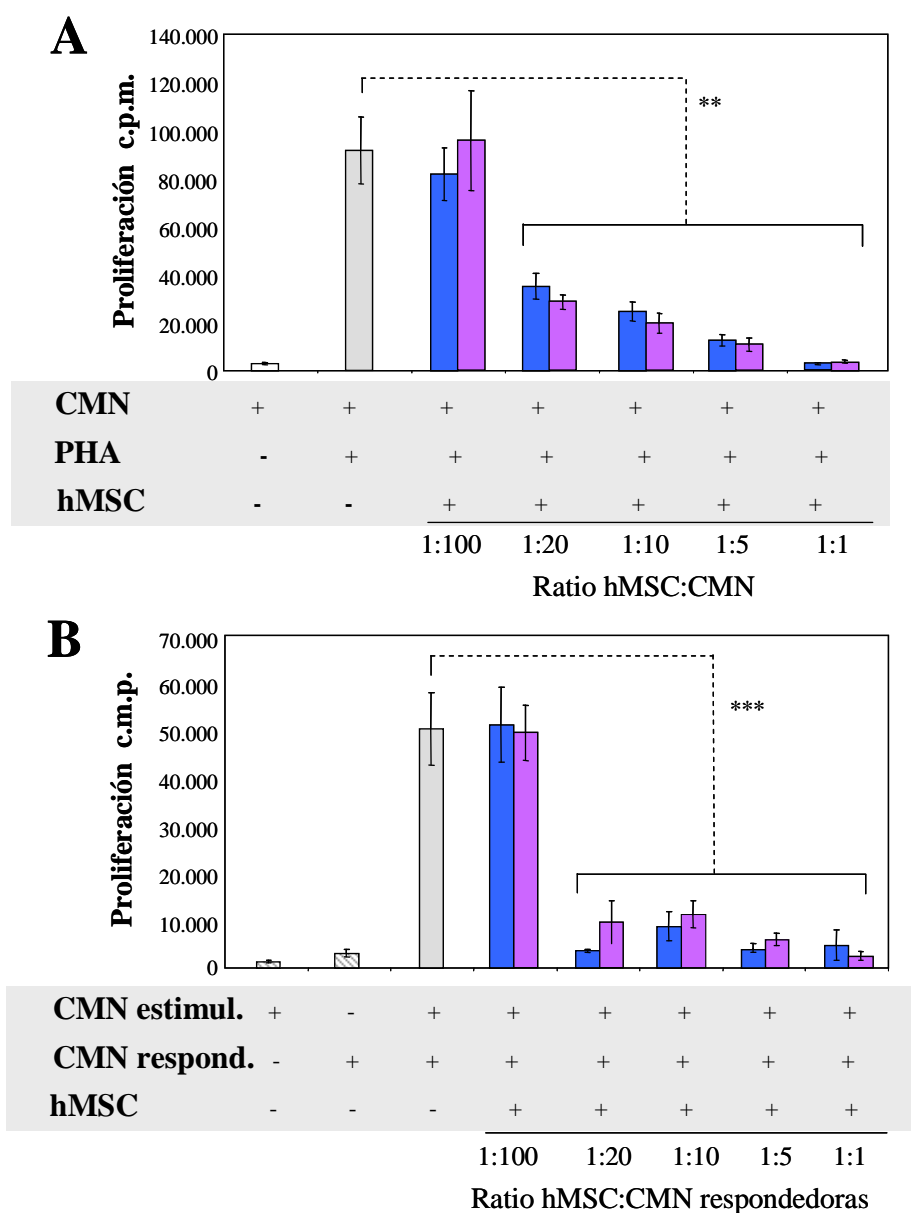 A
140.000
120.000
100.000
80.000
60.000
40.000
20.000
0
Proliferación c.p.m.
**
CMN + + + + + + +
PHA - + + + + + +
hMSC - - + + + + +
1:100 1:20 1:10 1:5 1:1
Ratio hMSC:CMN
B
70.000
60.000
50.000
40.000
30.000
20.000
10.000
0
Proliferación c.m.p.
***
CMN estimul. + - + + + + + +
CMN respond. - + + + + + + +
hMSC - - - + + + + +
1:100 1:20 1:10 1:5 1:1
Ratio hMSC:CMN respondedoras